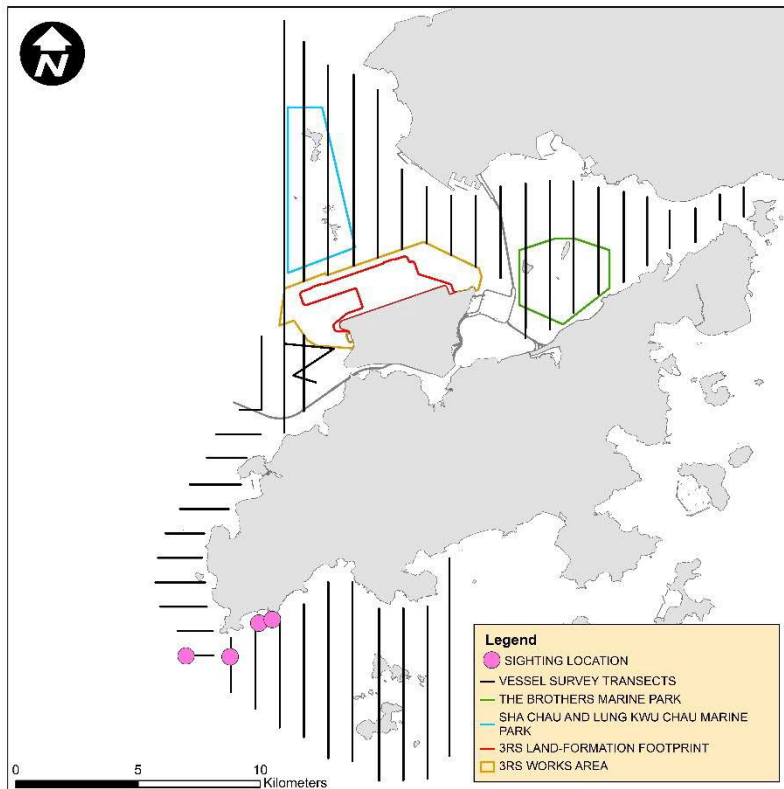 N
Legend
SIGHTING LOCATION
VESSEL SURVEY TRANSECTS
THE BROTHERS MARINE PARK
SHA CHAU AND LUNG KWU CHAU MARINE
PARK
3RS LAND-FORMATION FOOTPRINT
3RS WORKS AREA
0 5 10
Kilometers